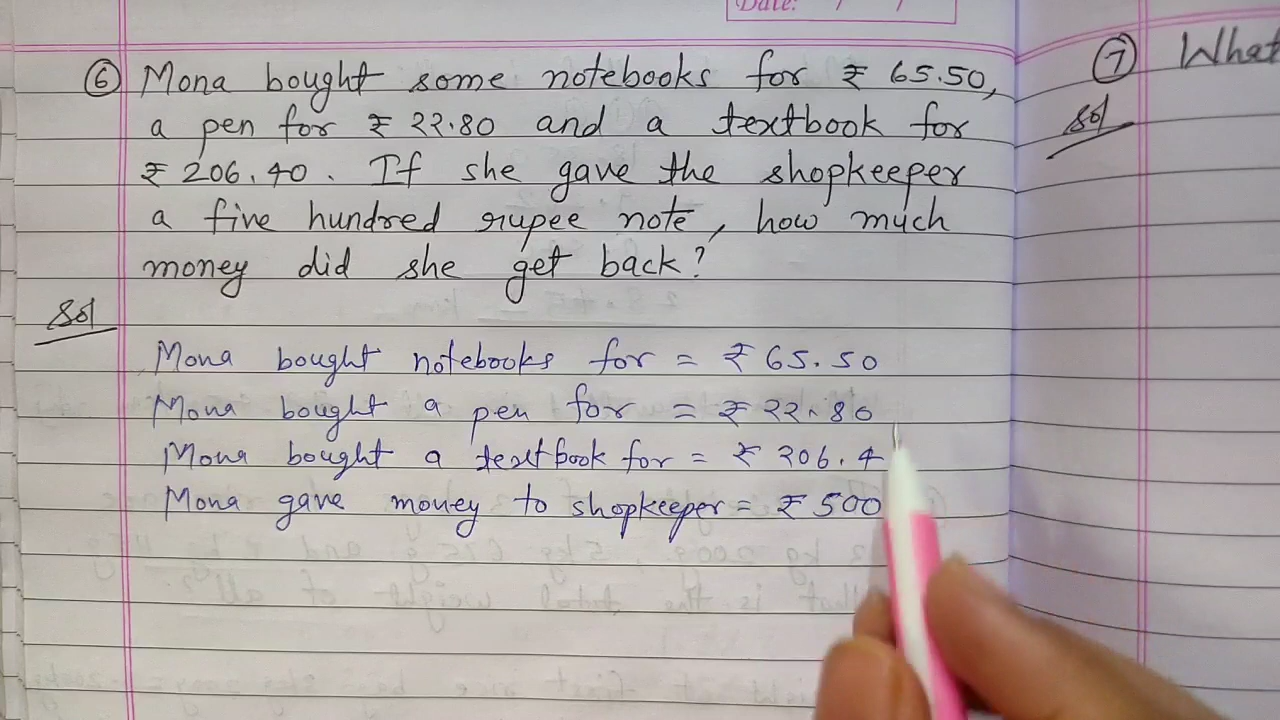 Date: / /
⑥ Mona bought some notebooks for ₹ 65.50,
a pen for ₹ 22.80 and a textbook for
₹ 206.40. If she gave the shopkeeper
a five hundred rupee note, how much
money did she get back?
Sol
Mona bought notebooks for = ₹ 65.50
Mona bought a pen for = ₹ 22.80
Mona bought a textbook for = ₹ 206.4
Mona gave money to shopkeeper = ₹ 500
⑦ What
Sol